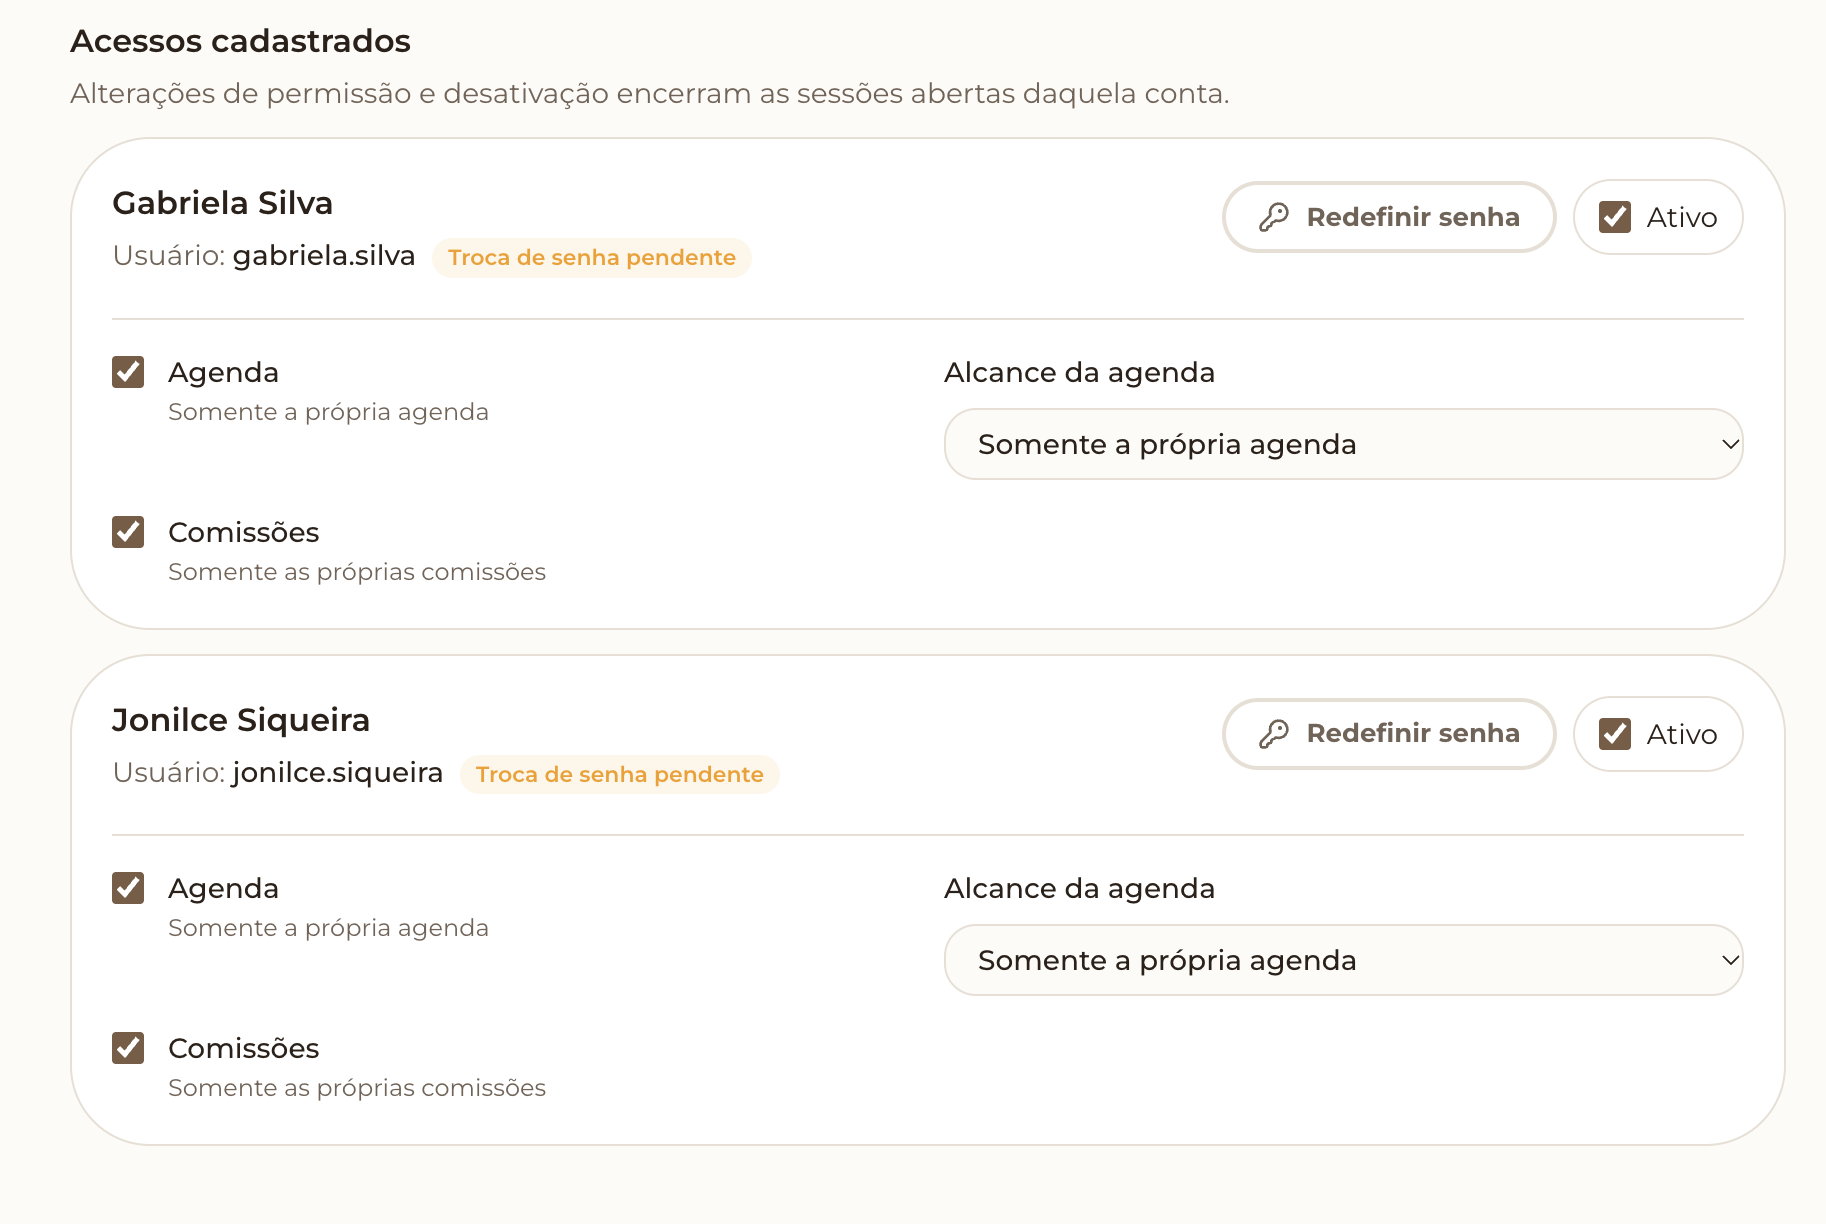 Acessos cadastrados
Alterações de permissão e desativação encerram as sessões abertas daquela conta.
Gabriela Silva
Usuário: gabriela.silva Troca de senha pendente
Redefinir senha
Ativo
Agenda
Somente a própria agenda
Alcance da agenda
Somente a própria agenda
Comissões
Somente as próprias comissões
Jonilce Siqueira
Usuário: jonilce.siqueira Troca de senha pendente
Redefinir senha
Ativo
Agenda
Somente a própria agenda
Alcance da agenda
Somente a própria agenda
Comissões
Somente as próprias comissões